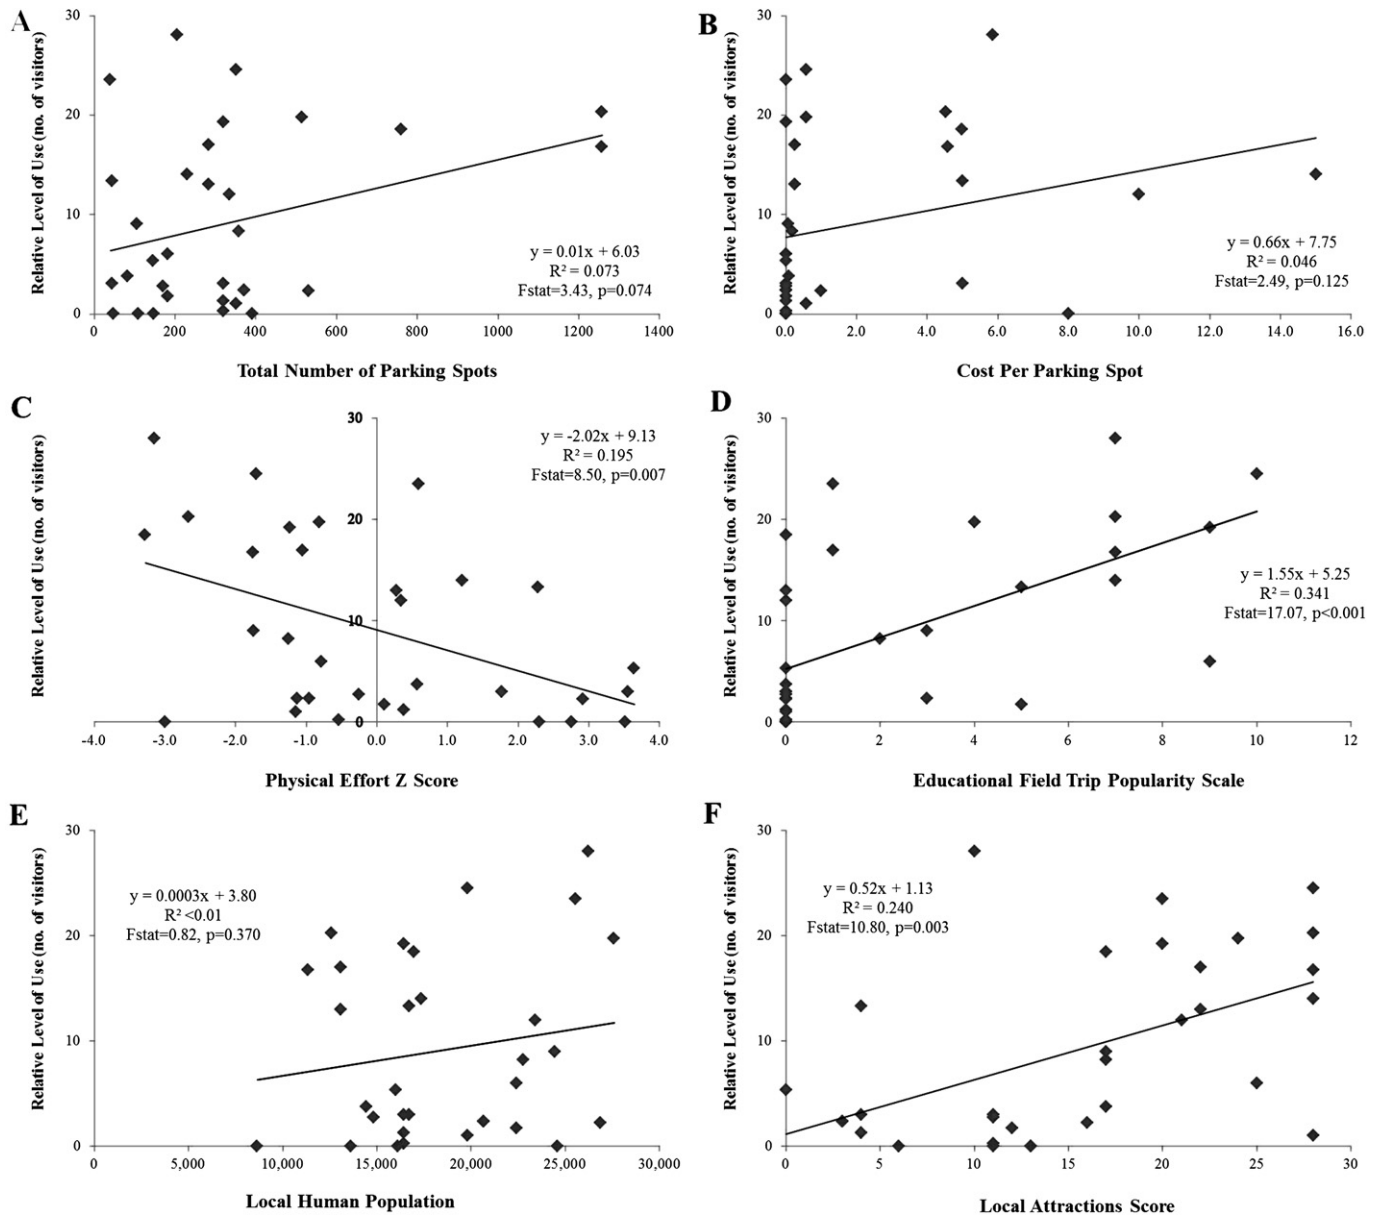 A
Relative Level of Use (no. of visitors)
30
20
10
0
0 200 400 600 800 1000 1200 1400
y = 0.01x + 6.03
R² = 0.073
Fstat=3.43, p=0.074
Total Number of Parking Spots
B
Relative Level of Use (no. of visitors)
30
20
10
0
0.0 2.0 4.0 6.0 8.0 10.0 12.0 14.0 16.0
y = 0.66x + 7.75
R² = 0.046
Fstat=2.49, p=0.125
Cost Per Parking Spot
C
Relative Level of Use (no. of visitors)
30
20
10
0
-4.0 -3.0 -2.0 -1.0 0.0 1.0 2.0 3.0 4.0
y = -2.02x + 9.13
R² = 0.195
Fstat=8.50, p=0.007
Physical Effort Z Score
D
Relative Level of Use (no. of visitors)
30
20
10
0
0 2 4 6 8 10 12
y = 1.55x + 5.25
R² = 0.341
Fstat=17.07, p<0.001
Educational Field Trip Popularity Scale
E
Relative Level of Use (no. of visitors)
30
20
10
0
0 5,000 10,000 15,000 20,000 25,000 30,000
y = 0.0003x + 3.80
R² <0.01
Fstat=0.82, p=0.370
Local Human Population
F
Relative Level of Use (no. of visitors)
30
20
10
0
0 5 10 15 20 25 30
y = 0.52x + 1.13
R² = 0.240
Fstat=10.80, p=0.003
Local Attractions Score